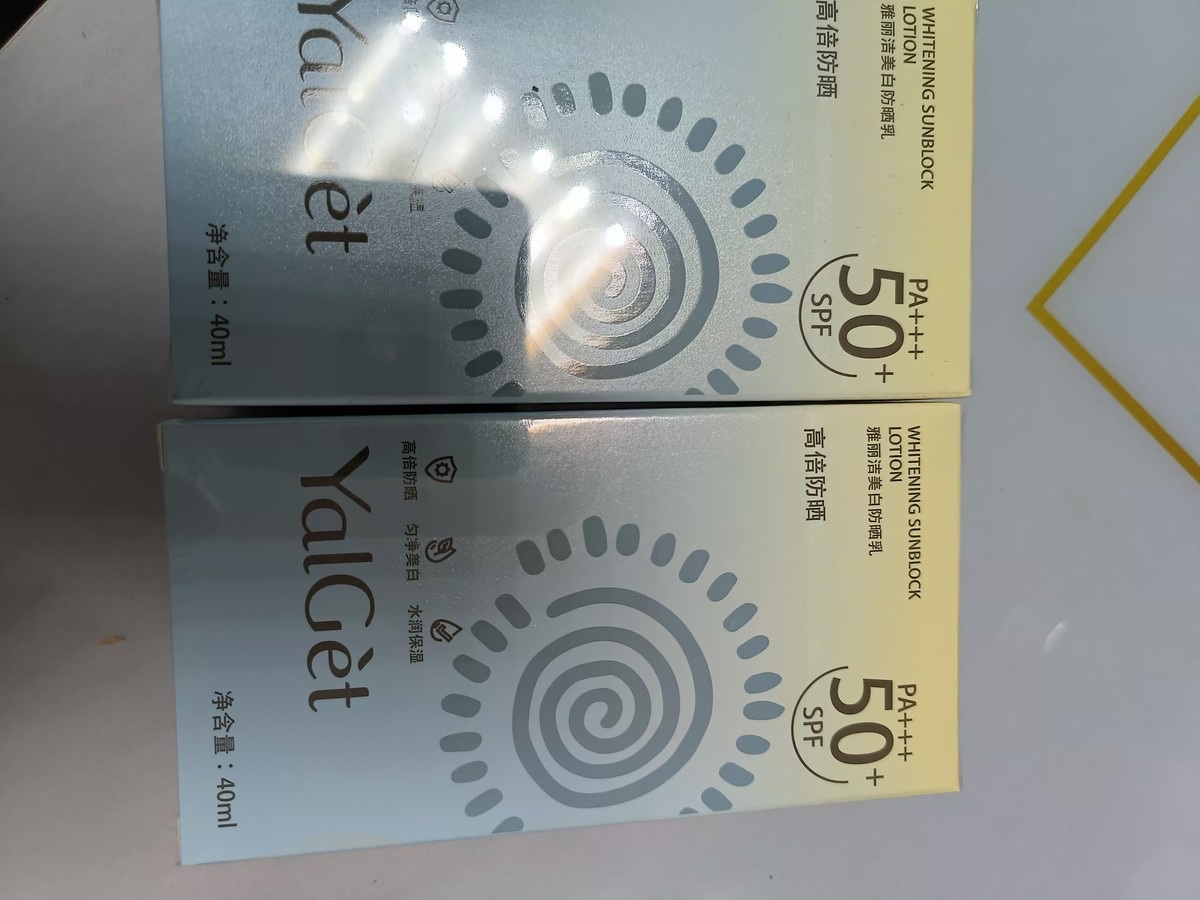 WHITENING SUNBLOCK
LOTION
雅丽洁美白防晒乳
高倍防晒
PA+++
50+
SPF
YalGèt
净含量：40ml
WHITENING SUNBLOCK
LOTION
雅丽洁美白防晒乳
高倍防晒
PA+++
50+
SPF
高倍防晒 匀净美白 水润保湿
YalGèt
净含量：40ml